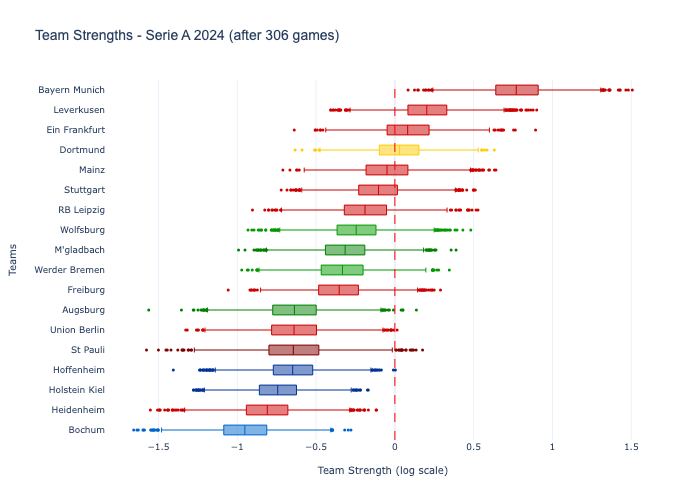 Team Strengths - Serie A 2024 (after 306 games)
Bayern Munich
Leverkusen
Ein Frankfurt
Dortmund
Mainz
Stuttgart
RB Leipzig
Wolfsburg
M'gladbach
Werder Bremen
Freiburg
Augsburg
Union Berlin
St Pauli
Hoffenheim
Holstein Kiel
Heidenheim
Bochum
Teams
−1.5 −1 −0.5 0 0.5 1 1.5
Team Strength (log scale)